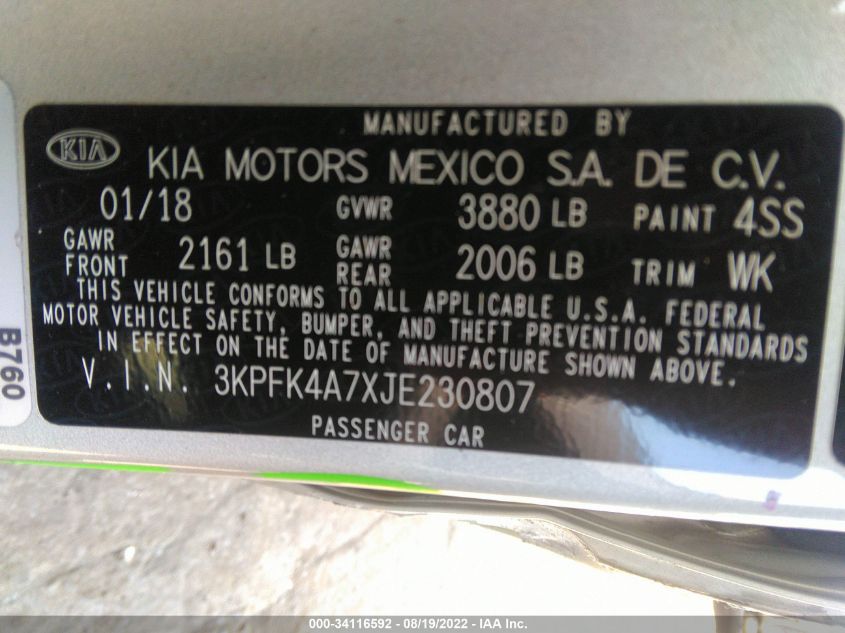 MANUFACTURED BY
KIA KIA MOTORS MEXICO S.A. DE C.V.
01/18 GVWR 3880 LB PAINT 4SS
GAWR FRONT 2161 LB GAWR REAR 2006 LB TRIM WK
THIS VEHICLE CONFORMS TO ALL APPLICABLE U.S.A. FEDERAL
MOTOR VEHICLE SAFETY, BUMPER, AND THEFT PREVENTION STANDARDS
IN EFFECT ON THE DATE OF MANUFACTURE SHOWN ABOVE.
V.I.N. 3KPFK4A7XJE230807
PASSENGER CAR
B760
000-34116592 - 08/19/2022 - IAA Inc.